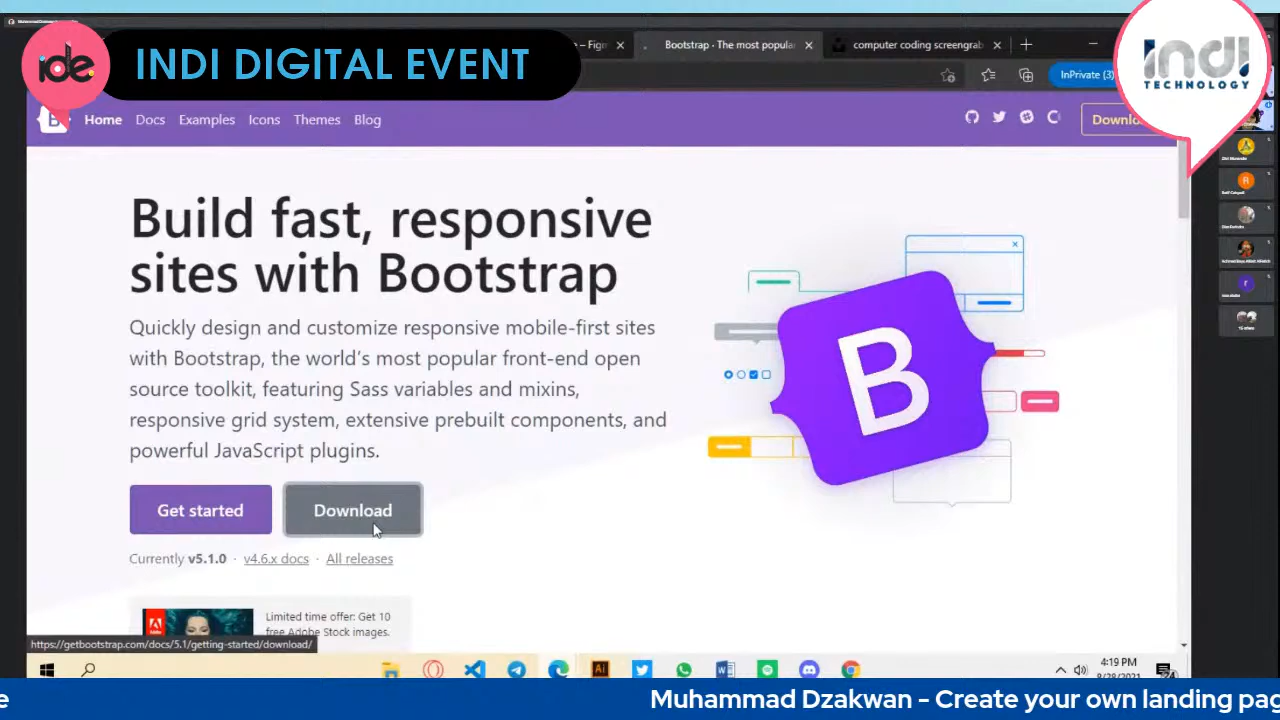 ide
INDI DIGITAL EVENT
Bootstrap · The most popular
computer coding screengrab
INDI
TECHNOLOGY
InPrivate (3)
B
Home
Docs
Examples
Icons
Themes
Blog
Build fast, responsive
sites with Bootstrap
Quickly design and customize responsive mobile-first sites
with Bootstrap, the world’s most popular front-end open
source toolkit, featuring Sass variables and mixins,
responsive grid system, extensive prebuilt components, and
powerful JavaScript plugins.
B
Get started
Download
Currently v5.1.0 · v4.6.x docs · All releases
Limited time offer: Get 10
free Adobe Stock images.
https://getbootstrap.com/docs/5.1/getting-started/download/
Ai
4:19 PM
e
Muhammad Dzakwan - Create your own landing pag